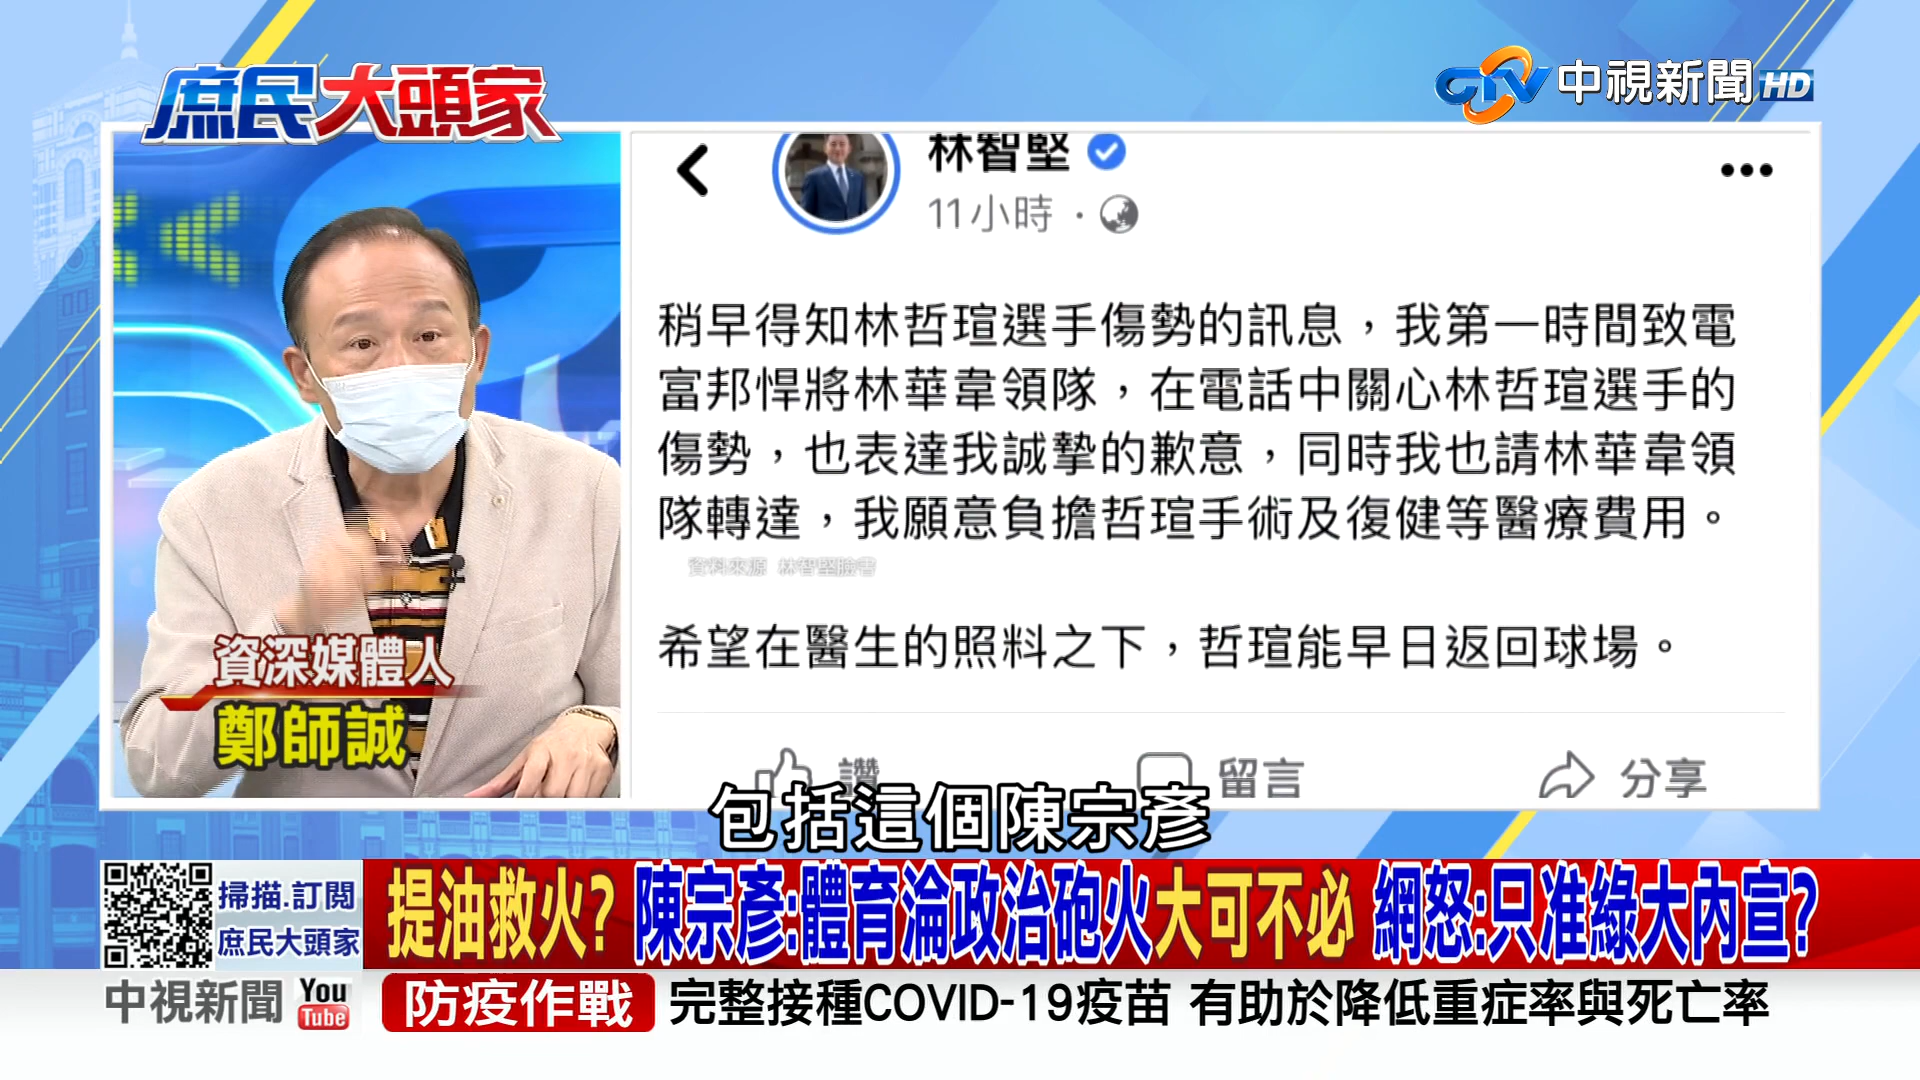 庶民大頭家
CTV中視新聞HD
林智堅
11小時
稍早得知林哲瑄選手傷勢的訊息，我第一時間致電
富邦悍將林華韋領隊，在電話中關心林哲瑄選手的
傷勢，也表達我誠摯的歉意，同時我也請林華韋領
隊轉達，我願意負擔哲瑄手術及復健等醫療費用。
資料來源 林智堅臉書
希望在醫生的照料之下，哲瑄能早日返回球場。
讚
留言
分享
資深媒體人
鄭師誠
包括這個陳宗彥
掃描.訂閱
庶民大頭家
提油救火? 陳宗彥:體育淪政治砲火大可不必 網怒:只准綠大內宣?
中視新聞
YouTube
防疫作戰
完整接種COVID-19疫苗 有助於降低重症率與死亡率